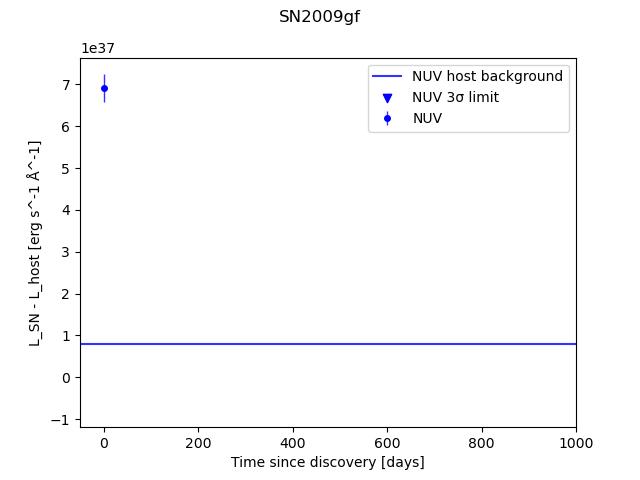 SN2009gf
1e37
NUV host background
NUV 3σ limit
NUV
7
6
5
4
3
2
1
0
−1
L_SN - L_host [erg s^-1 Å^-1]
0 200 400 600 800 1000
Time since discovery [days]